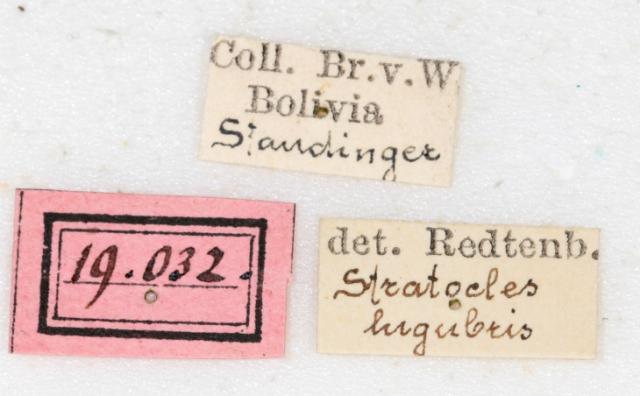 Coll. Br.v.W
Bolivia
Staudinger
19.032.
det. Redtenb.
Stratocles
lugubris